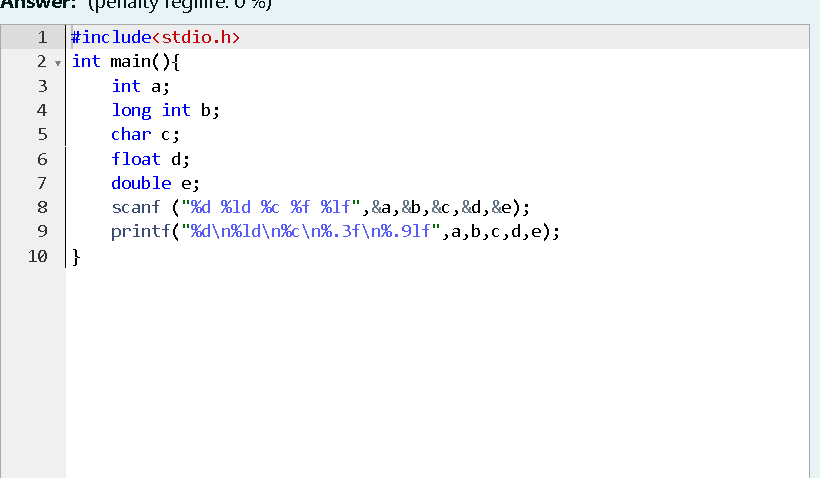 Answer: (penalty regime: 0 %)
1 #include<stdio.h>
2 int main(){
3 int a;
4 long int b;
5 char c;
6 float d;
7 double e;
8 scanf ("%d %ld %c %f %lf",&a,&b,&c,&d,&e);
9 printf("%d\n%ld\n%c\n%.3f\n%.9lf",a,b,c,d,e);
10 }